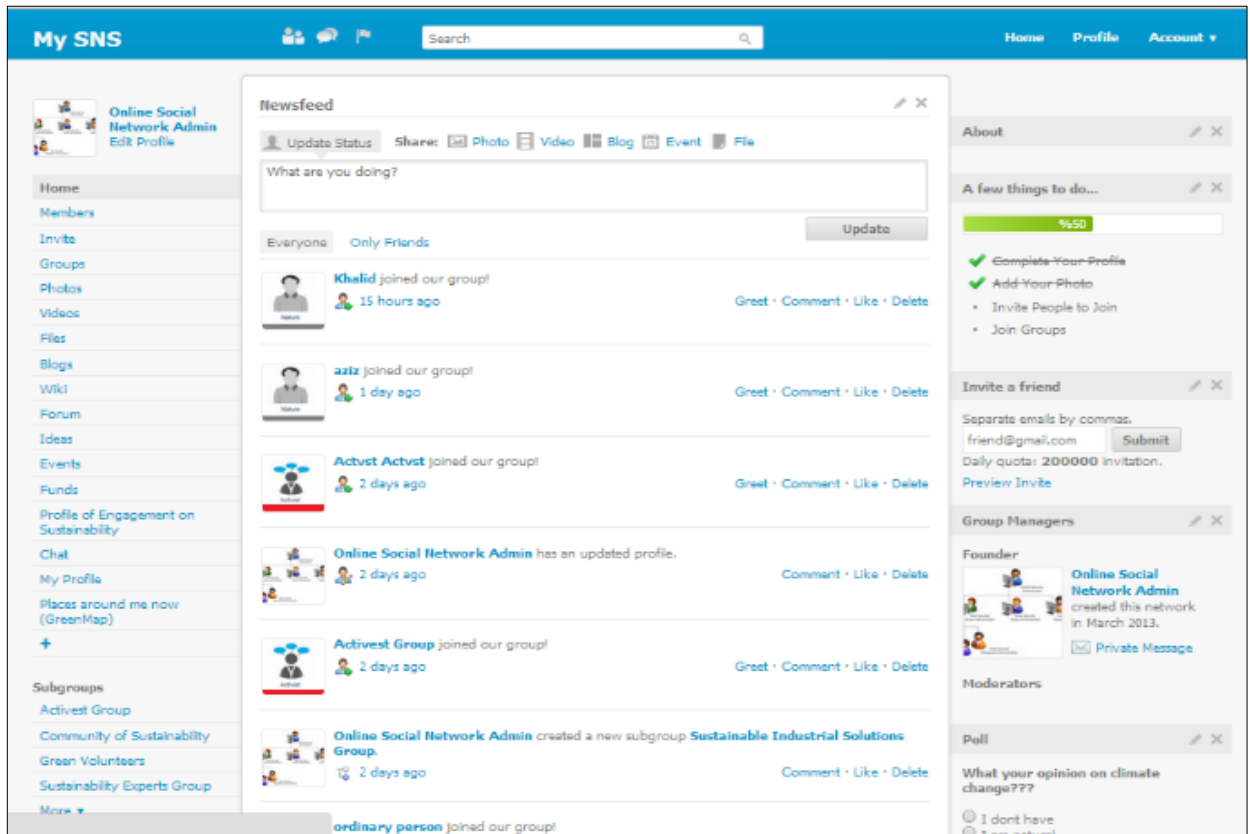 My SNS
Search
Home Profile Account ▾
Online Social
Network Admin
Edit Profile
Home
Members
Invite
Groups
Photos
Videos
Files
Blogs
Wiki
Forum
Ideas
Events
Funds
Profile of Engagement on
Sustainability
Chat
My Profile
Places around me now
(GreenMap)
+
Subgroups
Activest Group
Community of Sustainability
Green Volunteers
Sustainability Experts Group
More ▾
Newsfeed
Update Status Share: Photo Video Blog Event File
What are you doing?
Update
Everyone Only Friends
Khalid joined our group!
15 hours ago Greet · Comment · Like · Delete
aziz joined our group!
1 day ago Greet · Comment · Like · Delete
Actvst Actvst joined our group!
2 days ago Greet · Comment · Like · Delete
Online Social Network Admin has an updated profile.
2 days ago Comment · Like · Delete
Activest Group joined our group!
2 days ago Greet · Comment · Like · Delete
Online Social Network Admin created a new subgroup Sustainable Industrial Solutions
Group.
2 days ago Comment · Like · Delete
ordinary person joined our group!
About
A few things to do...
%50
Complete Your Profile
Add Your Photo
• Invite People to Join
• Join Groups
Invite a friend
Separate emails by commas.
friend@gmail.com Submit
Daily quota: 200000 invitation.
Preview Invite
Group Managers
Founder
Online Social
Network Admin
created this network
in March 2013.
Private Message
Moderators
Poll
What your opinion on climate
change???
I dont have